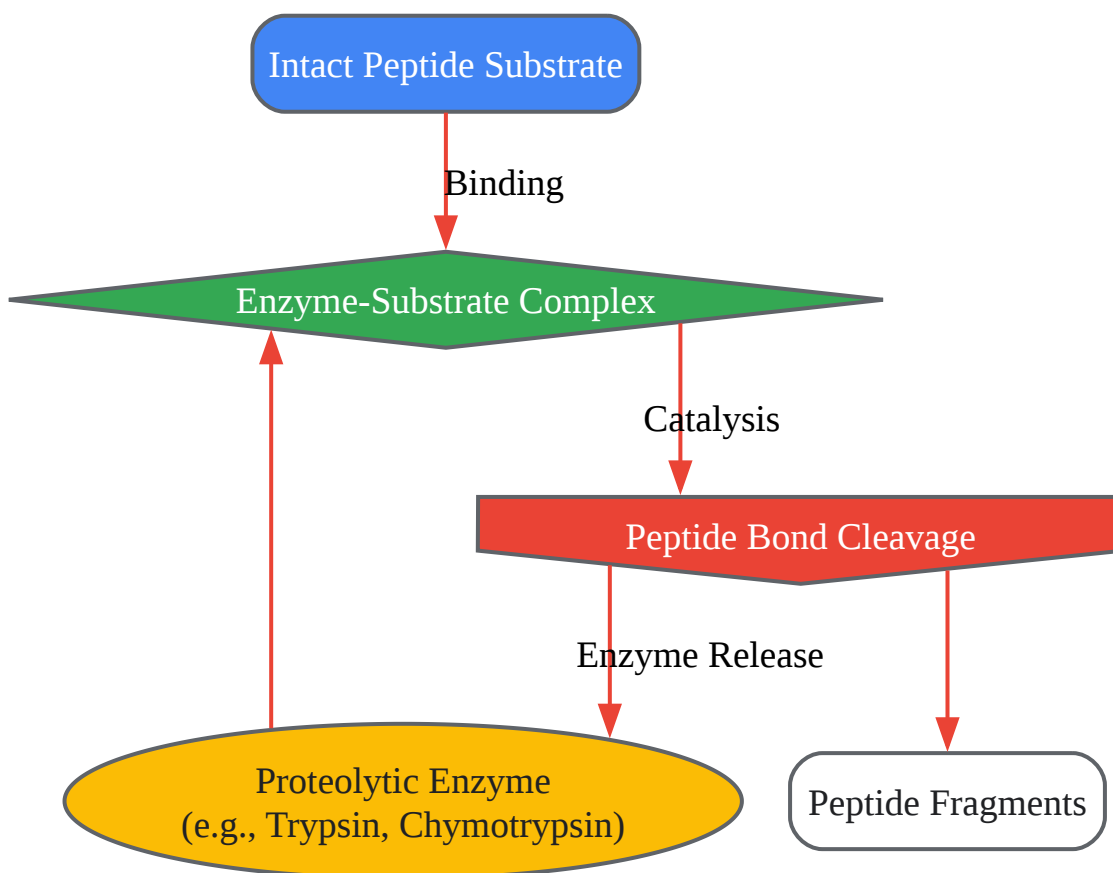 Intact Peptide Substrate
Binding
Enzyme-Substrate Complex
Catalysis
Peptide Bond Cleavage
Enzyme Release
Proteolytic Enzyme
(e.g., Trypsin, Chymotrypsin)
Peptide Fragments